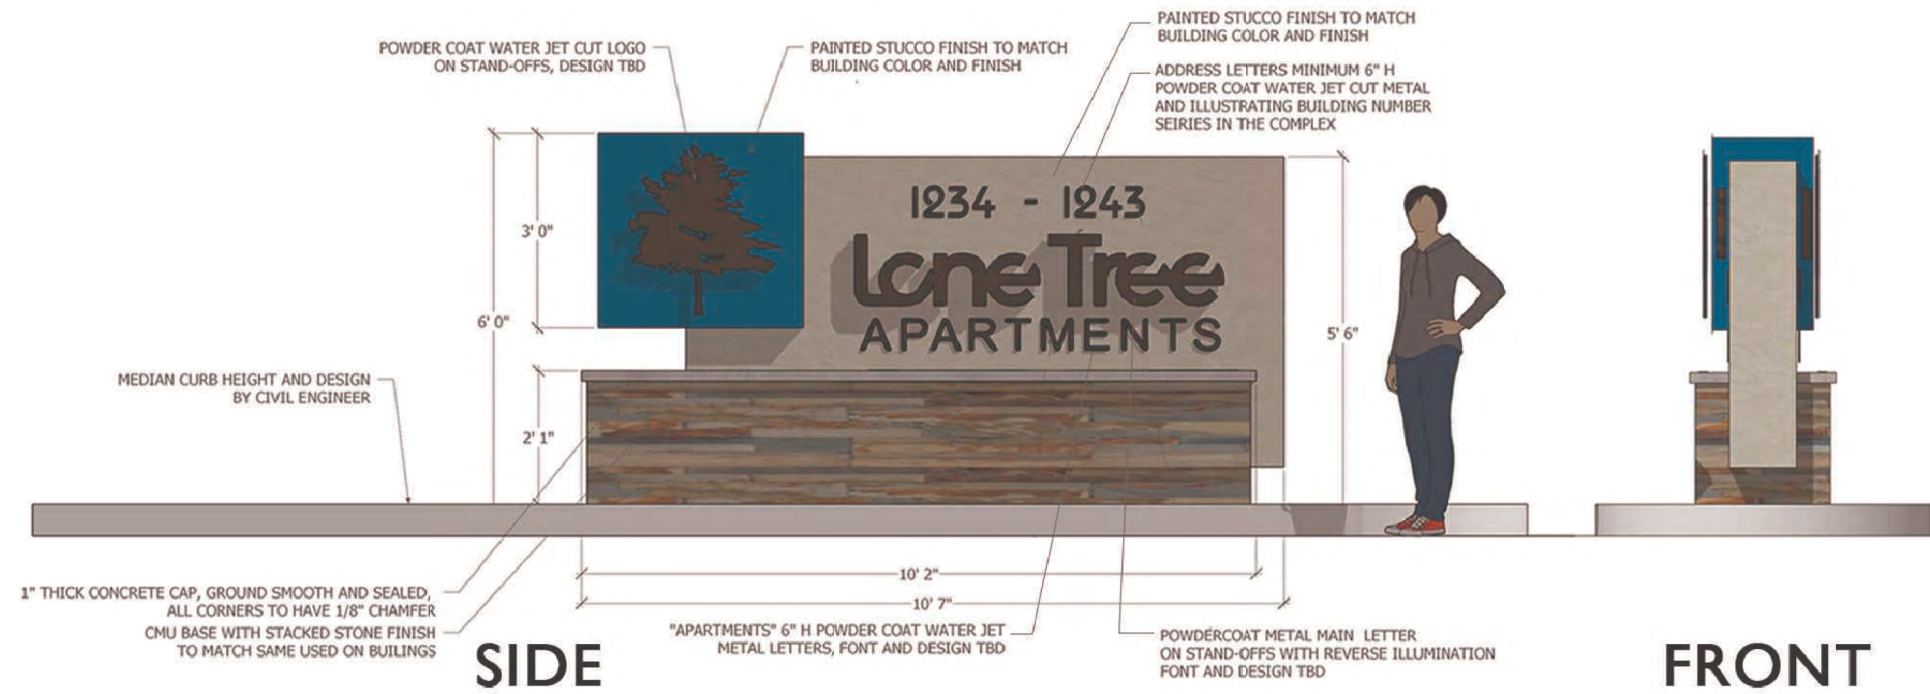 POWDER COAT WATER JET CUT LOGO
ON STAND-OFFS, DESIGN TBD
PAINTED STUCCO FINISH TO MATCH
BUILDING COLOR AND FINISH
PAINTED STUCCO FINISH TO MATCH
BUILDING COLOR AND FINISH
ADDRESS LETTERS MINIMUM 6" H
POWDER COAT WATER JET CUT METAL
AND ILLUSTRATING BUILDING NUMBER
SEIRIES IN THE COMPLEX
1234 - 1243
Lone Tree
APARTMENTS
3' 0"
6' 0"
5' 6"
2' 1"
MEDIAN CURB HEIGHT AND DESIGN
BY CIVIL ENGINEER
10' 2"
10' 7"
1" THICK CONCRETE CAP, GROUND SMOOTH AND SEALED,
ALL CORNERS TO HAVE 1/8" CHAMFER
CMU BASE WITH STACKED STONE FINISH
TO MATCH SAME USED ON BUILINGS
"APARTMENTS" 6" H POWDER COAT WATER JET
METAL LETTERS, FONT AND DESIGN TBD
POWDERCOAT METAL MAIN LETTER
ON STAND-OFFS WITH REVERSE ILLUMINATION
FONT AND DESIGN TBD
SIDE
FRONT